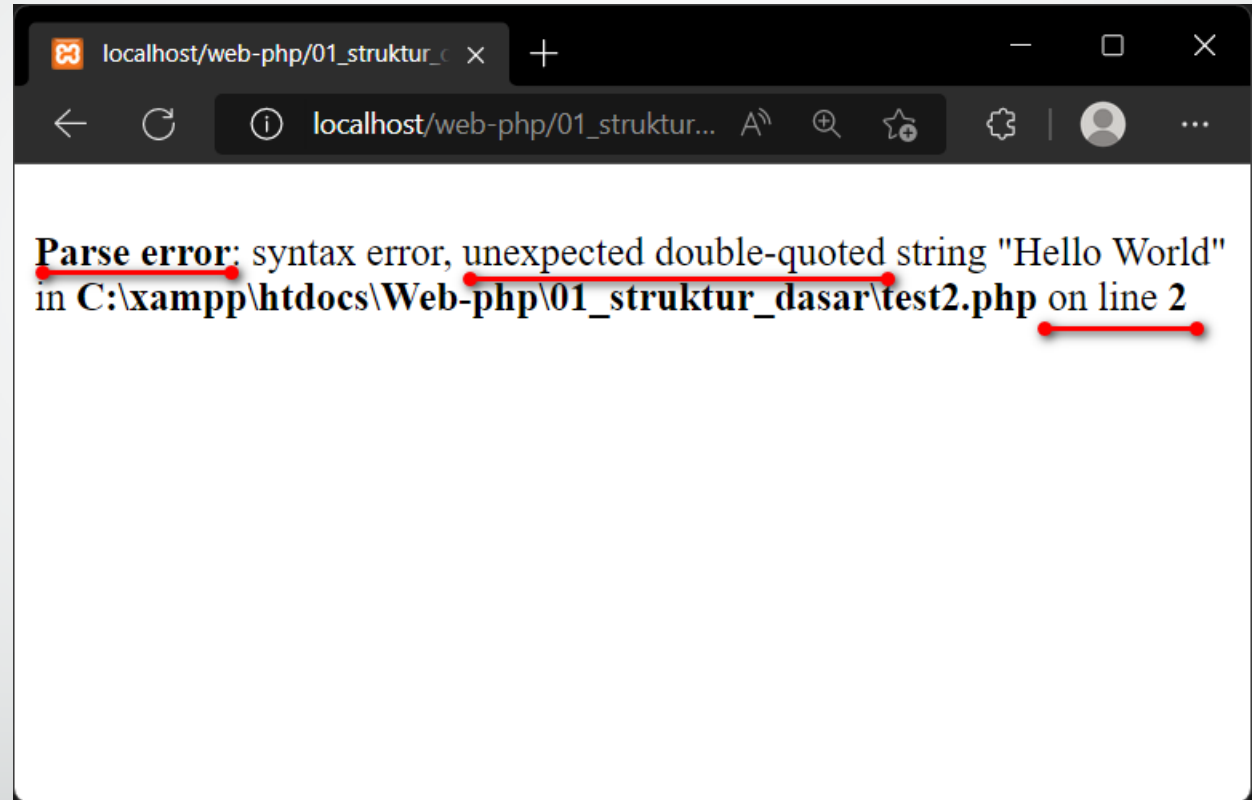 localhost/web-php/01_struktur_d
localhost/web-php/01_struktur...
Parse error: syntax error, unexpected double-quoted string "Hello World"
in C:\xampp\htdocs\Web-php\01_struktur_dasar\test2.php on line 2